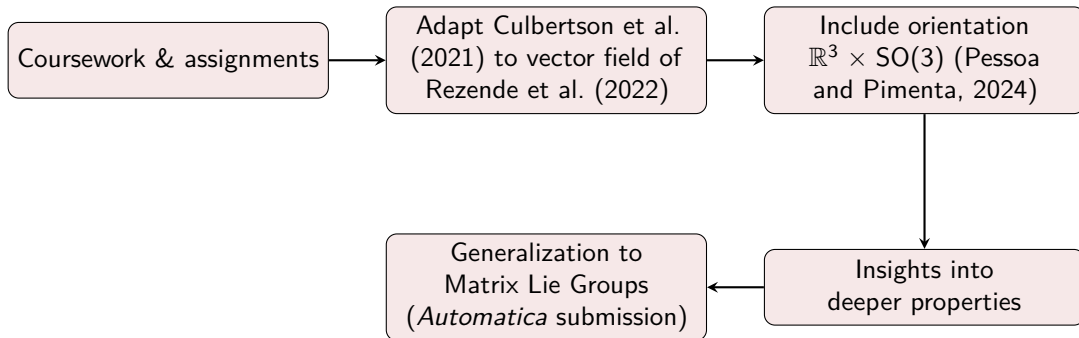 Coursework & assignments
Adapt Culbertson et al.
(2021) to vector field of
Rezende et al. (2022)
Include orientation
ℝ³ × SO(3) (Pessoa
and Pimenta, 2024)
Insights into
deeper properties
Generalization to
Matrix Lie Groups
(Automatica submission)